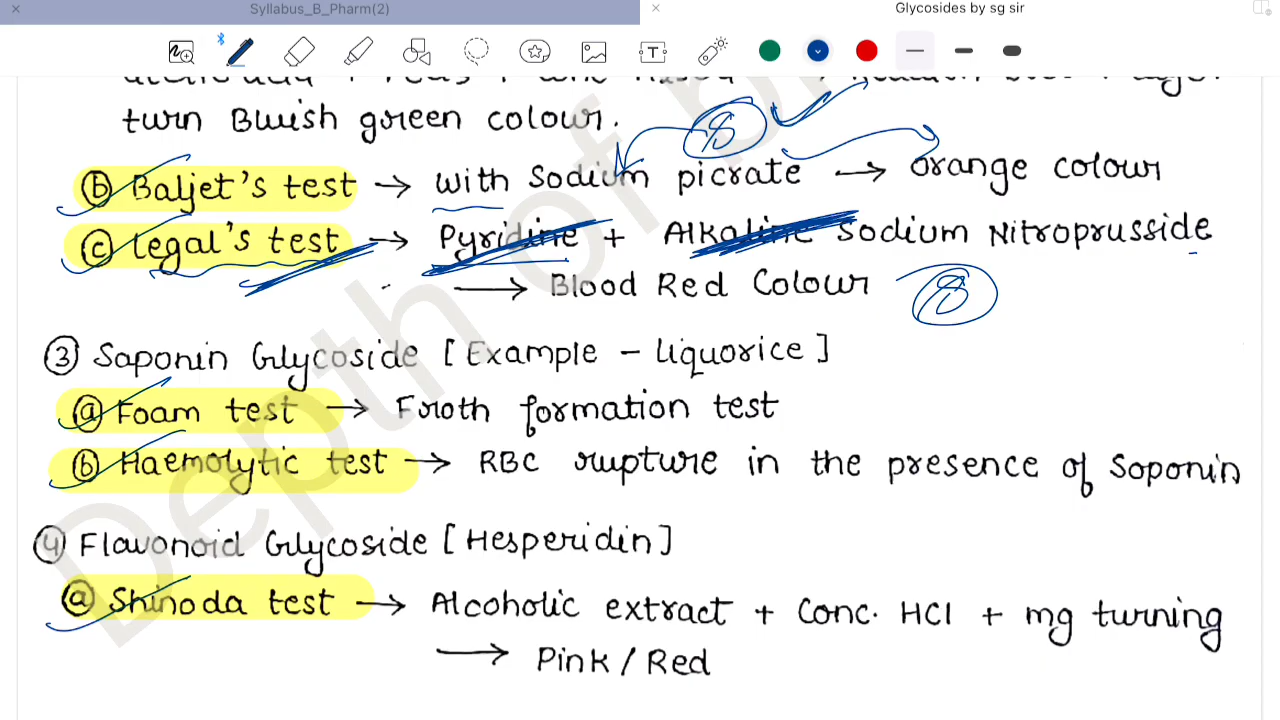 Syllabus_B_Pharm(2)
Glycosides by sg sir
turn Bluish green colour.
(b) Baljet's test → with Sodium picrate → orange colour
(c) Legal's test → Pyridine + Alkaline Sodium Nitroprusside
→ Blood Red Colour
(3) Saponin Glycoside [Example - Liquorice]
(a) Foam test → Froth formation test
(b) Haemolytic test → RBC rupture in the presence of Soponin
(4) Flavonoid Glycoside [Hesperidin]
(a) Shinoda test → Alcoholic extract + Conc. HCl + mg turning
→ Pink / Red